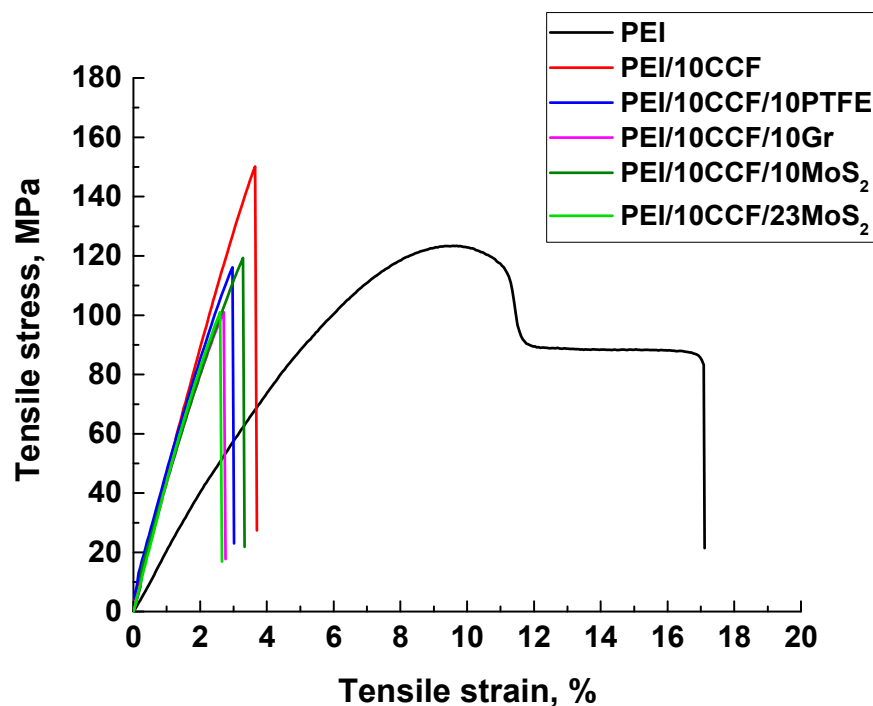 PEI
PEI/10CCF
PEI/10CCF/10PTFE
PEI/10CCF/10Gr
PEI/10CCF/10MoS₂
PEI/10CCF/23MoS₂
180
160
140
120
100
80
60
40
20
0
Tensile stress, MPa
0 2 4 6 8 10 12 14 16 18 20
Tensile strain, %